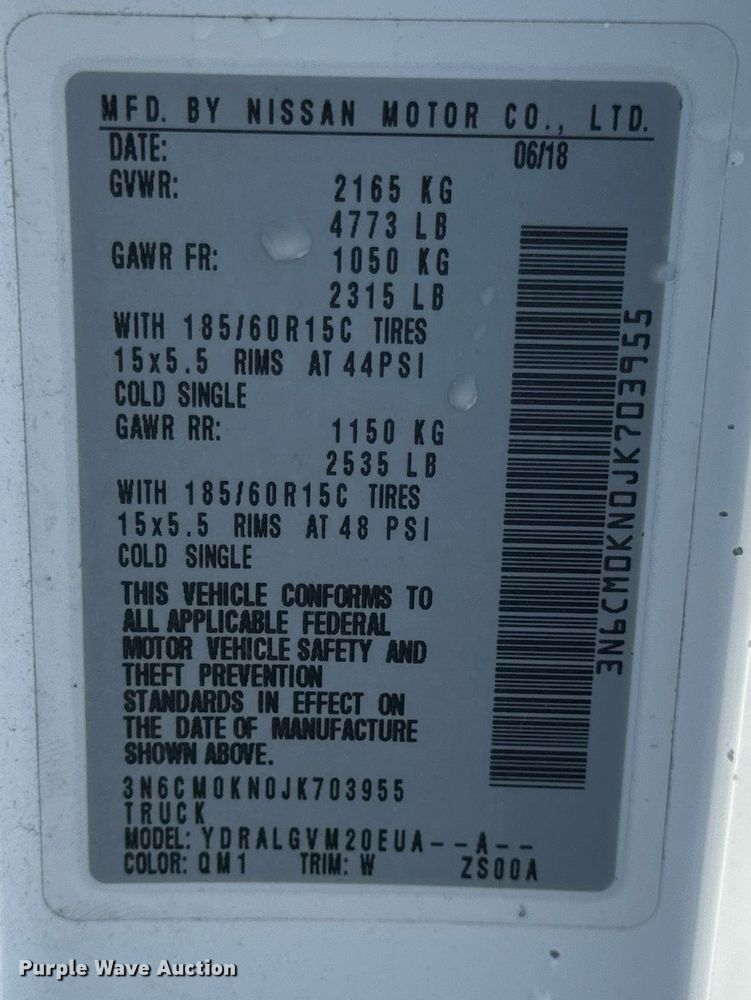 MFD. BY NISSAN MOTOR CO., LTD.
DATE: 06/18
GVWR: 2165 KG
4773 LB
GAWR FR: 1050 KG
2315 LB
WITH 185/60R15C TIRES
15x5.5 RIMS AT 44PSI
COLD SINGLE
GAWR RR: 1150 KG
2535 LB
WITH 185/60R15C TIRES
15x5.5 RIMS AT 48 PSI
COLD SINGLE
THIS VEHICLE CONFORMS TO
ALL APPLICABLE FEDERAL
MOTOR VEHICLE SAFETY AND
THEFT PREVENTION
STANDARDS IN EFFECT ON
THE DATE OF MANUFACTURE
SHOWN ABOVE.
3N6CM0KN0JK703955
TRUCK
MODEL: YDRALGVM20EUA--A--
COLOR: QM1 TRIM: W ZS00A
3N6CM0KN0JK703955
Purple Wave Auction